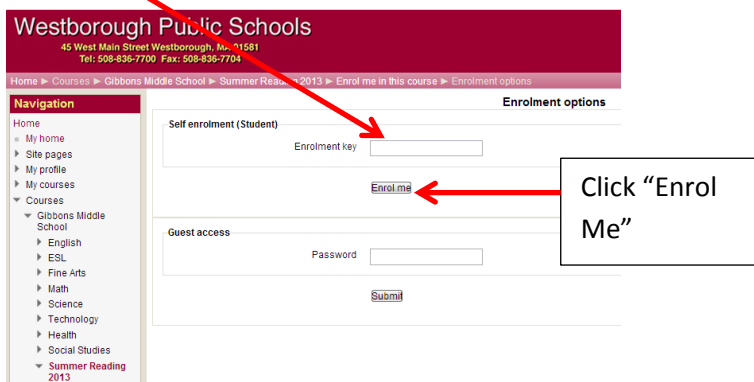 Westborough Public Schools
45 West Main Street Westborough, MA 01581
Tel: 508-836-7700 Fax: 508-836-7704
Home ► Courses ► Gibbons Middle School ► Summer Reading 2013 ► Enrol me in this course ► Enrolment options
Navigation
Home
My home
Site pages
My profile
My courses
Courses
Gibbons Middle
School
English
ESL
Fine Arts
Math
Science
Technology
Health
Social Studies
Summer Reading
2013
Enrolment options
Self enrolment (Student)
Enrolment key
Enrol me
Guest access
Password
Submit
Click “Enrol
Me”